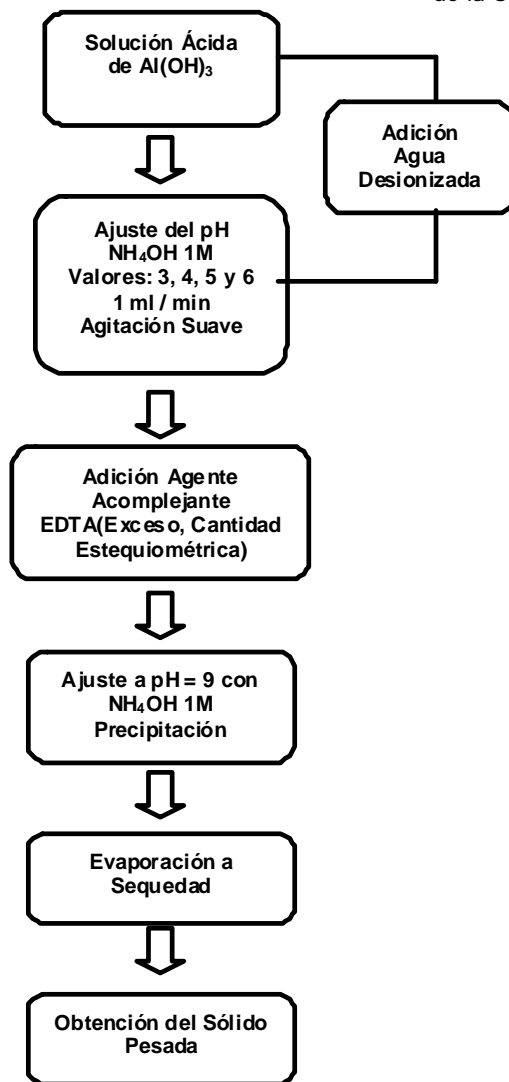 de la
Solución Ácida
de Al(OH)₃
Adición
Agua
Desionizada
Ajuste del pH
NH₄OH 1M
Valores: 3, 4, 5 y 6
1 ml / min
Agitación Suave
Adición Agente
Acomplejante
EDTA(Exceso, Cantidad
Estequiométrica)
Ajuste a pH = 9 con
NH₄OH 1M
Precipitación
Evaporación a
Sequedad
Obtención del Sólido
Pesada